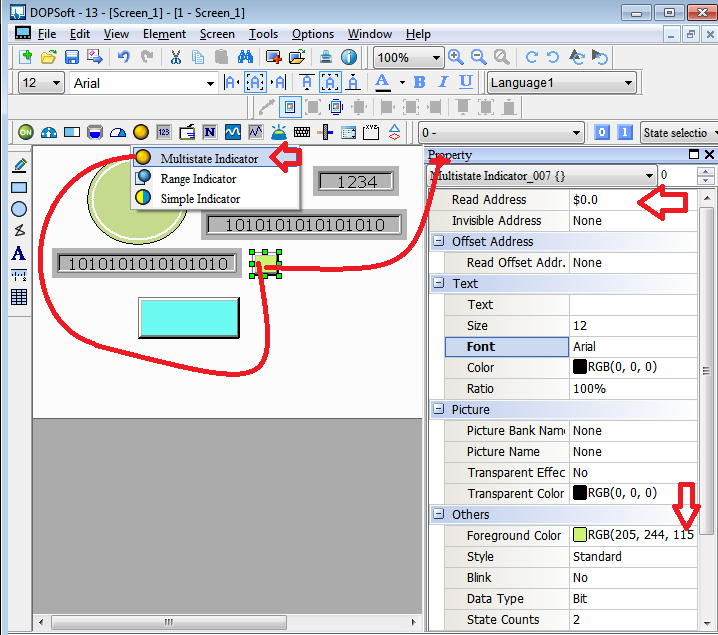 DOPSoft - 13 - [Screen_1] - [1 - Screen_1]
File Edit View Element Screen Tools Options Window Help
100%
12 Arial A A A A A A A B I U Language1
ON 123 N XYZ 0 - 0 1 State selectio
Multistate Indicator
Range Indicator
Simple Indicator
1234
1010101010101010
1010101010101010
A
Property
Multistate Indicator_007 {} 0
Read Address $0.0
Invisible Address None
Offset Address
Read Offset Addr. None
Text
Text
Size 12
Font Arial
Color RGB(0, 0, 0)
Ratio 100%
Picture
Picture Bank Nam None
Picture Name None
Transparent Effec No
Transparent Color RGB(0, 0, 0)
Others
Foreground Color RGB(205, 244, 115
Style Standard
Blink No
Data Type Bit
State Counts 2